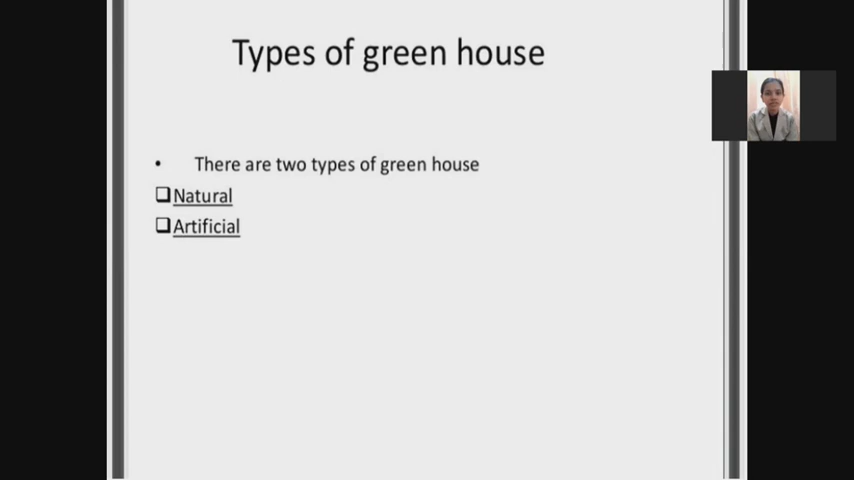 Types of green house
• There are two types of green house
❑Natural
❑Artificial